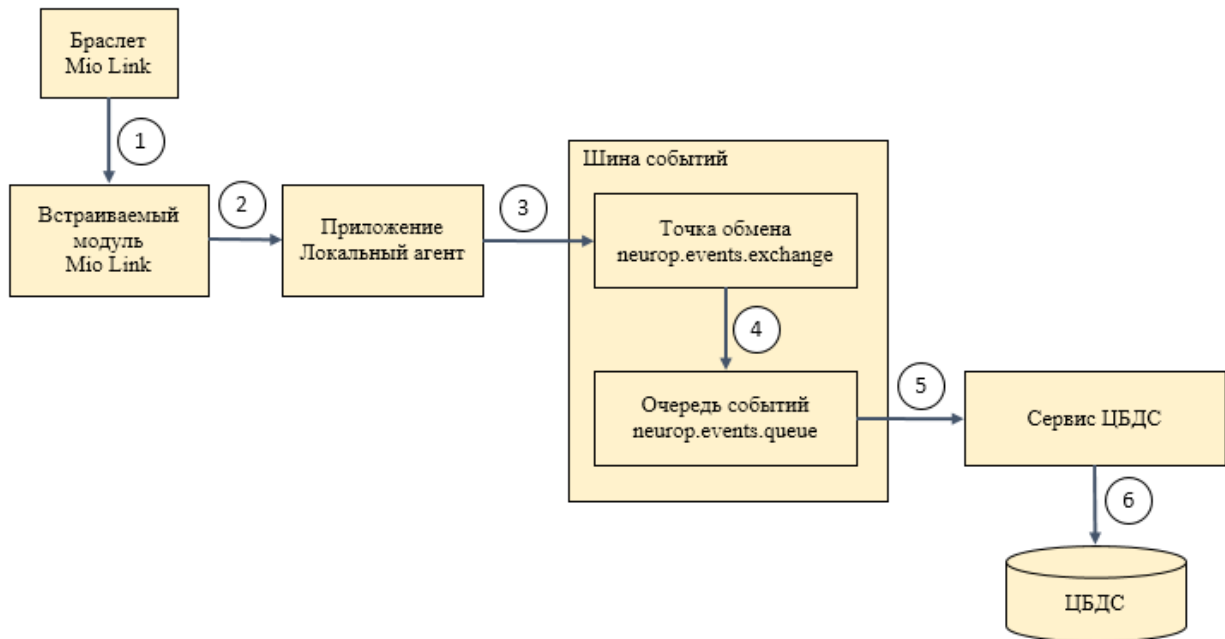 Браслет
Mio Link
1
Встраиваемый
модуль
Mio Link
2
Приложение
Локальный агент
3
Шина событий
Точка обмена
neurop.events.exchange
4
Очередь событий
neurop.events.queue
5
Сервис ЦБДС
6
ЦБДС